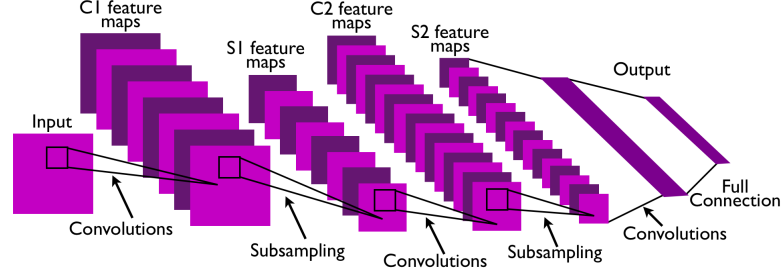 C1 feature
maps
S1 feature
maps
C2 feature
maps
S2 feature
maps
Output
Input
Convolutions
Subsampling
Convolutions
Subsampling
Convolutions
Full
Connection